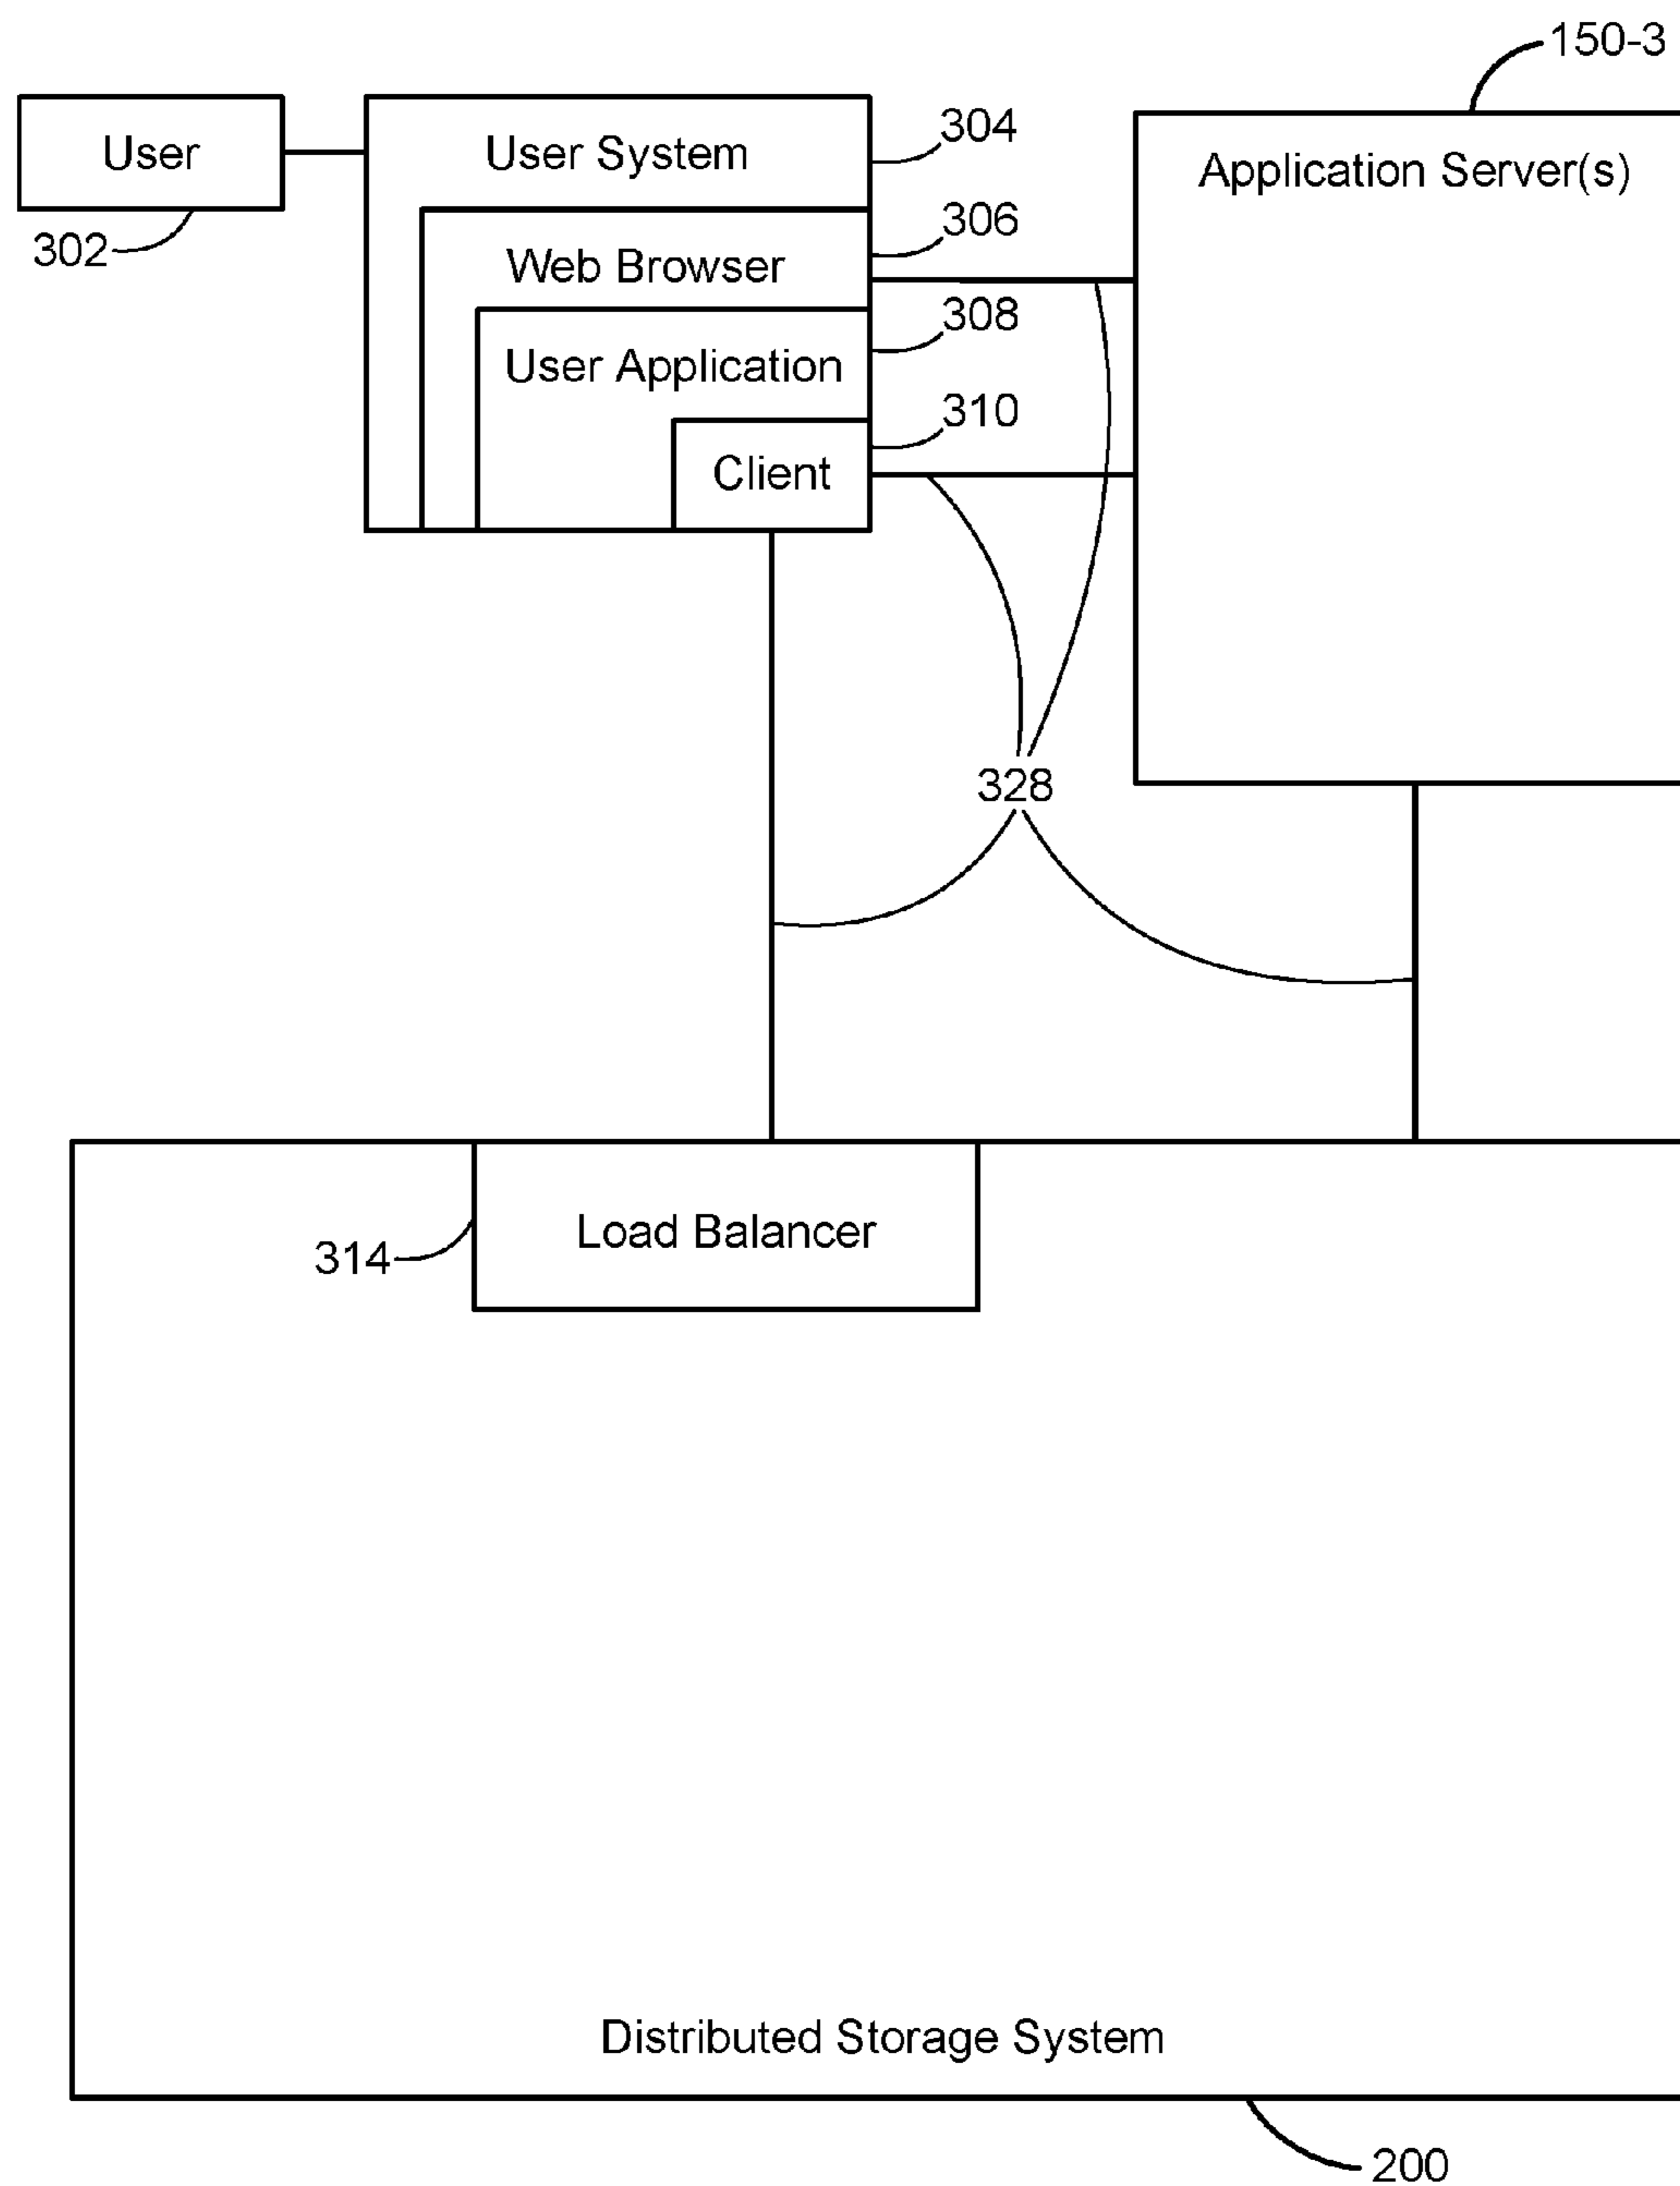 150-3
User
User System
304
Application Server(s)
302
306
Web Browser
308
User Application
310
Client
328
Load Balancer
314
Distributed Storage System
200